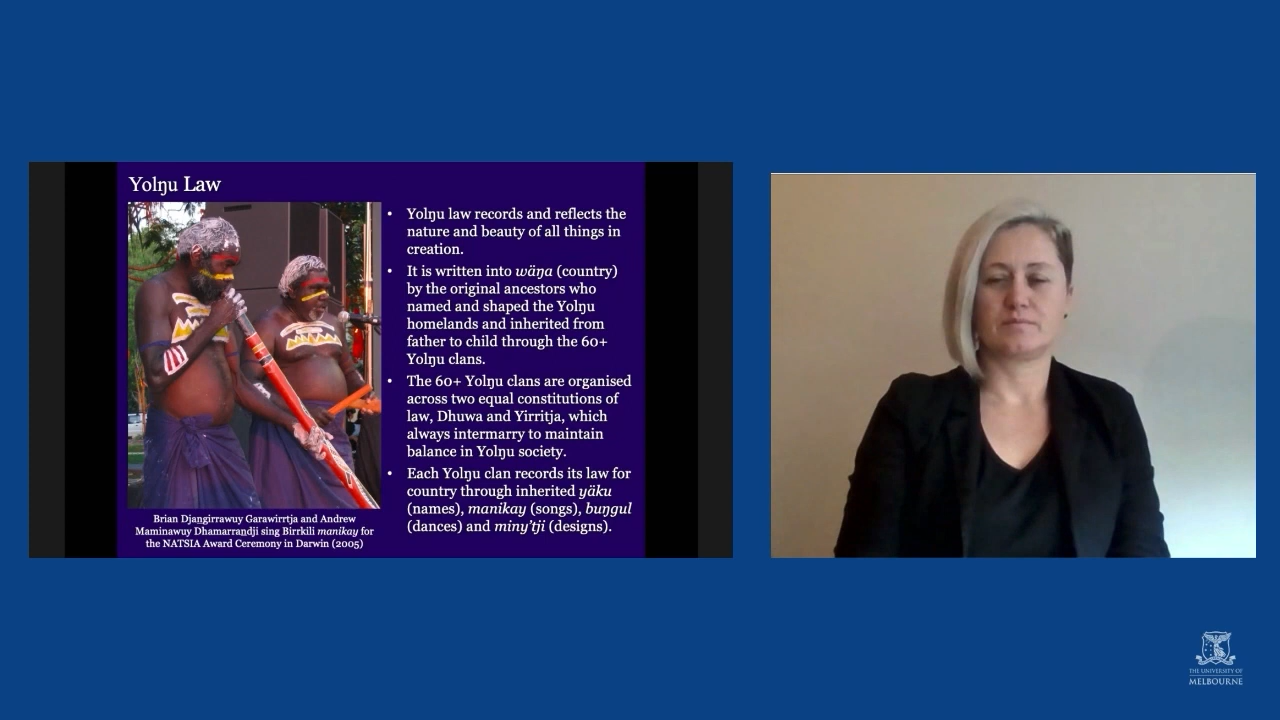 Yolŋu Law
• Yolŋu law records and reflects the
nature and beauty of all things in
creation.
• It is written into wäŋa (country)
by the original ancestors who
named and shaped the Yolŋu
homelands and inherited from
father to child through the 60+
Yolŋu clans.
• The 60+ Yolŋu clans are organised
across two equal constitutions of
law, Dhuwa and Yirritja, which
always intermarry to maintain
balance in Yolŋu society.
• Each Yolŋu clan records its law for
country through inherited yäku
(names), manikay (songs), buŋgul
(dances) and miny’tji (designs).
Brian Djaṉgirrawuy Garawirrtja and Andrew
Maminawuy Dhamarraṉdji sing Birrkili manikay for
the NATSIA Award Ceremony in Darwin (2005)
THE UNIVERSITY OF
MELBOURNE